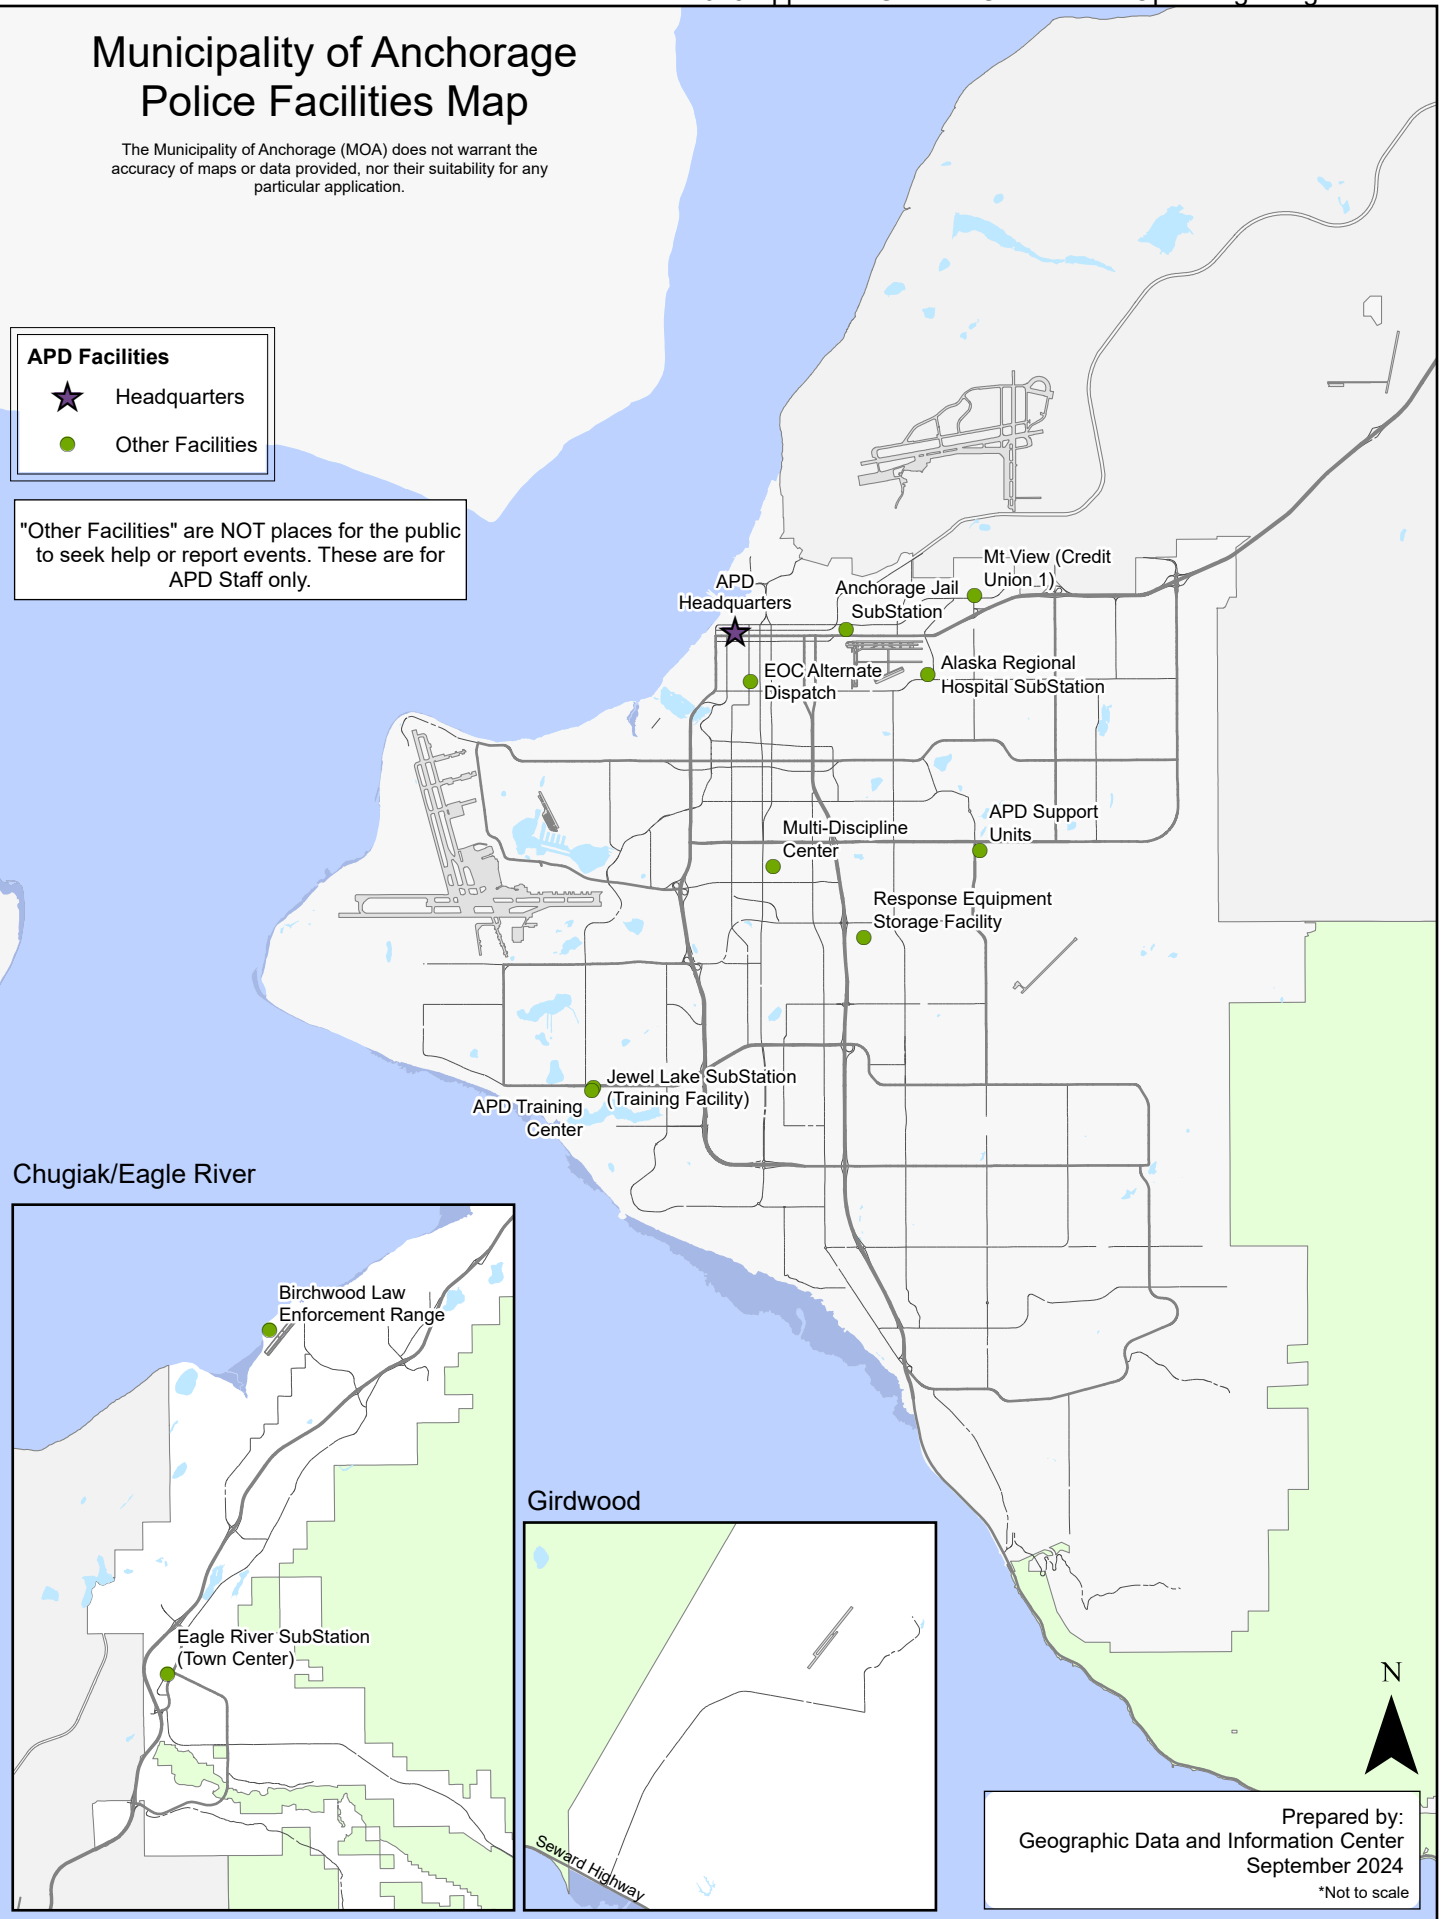 Municipality of Anchorage
Police Facilities Map
The Municipality of Anchorage (MOA) does not warrant the
accuracy of maps or data provided, nor their suitability for any
particular application.
APD Facilities
Headquarters
Other Facilities
"Other Facilities" are NOT places for the public
to seek help or report events. These are for
APD Staff only.
Mt View (Credit
Union 1)
APD
Headquarters
Anchorage Jail
SubStation
EOC Alternate
Dispatch
Alaska Regional
Hospital SubStation
APD Support
Units
Multi-Discipline
Center
Response Equipment
Storage Facility
Jewel Lake SubStation
(Training Facility)
APD Training
Center
Chugiak/Eagle River
Birchwood Law
Enforcement Range
Eagle River SubStation
(Town Center)
Girdwood
Seward Highway
N
Prepared by:
Geographic Data and Information Center
September 2024
*Not to scale